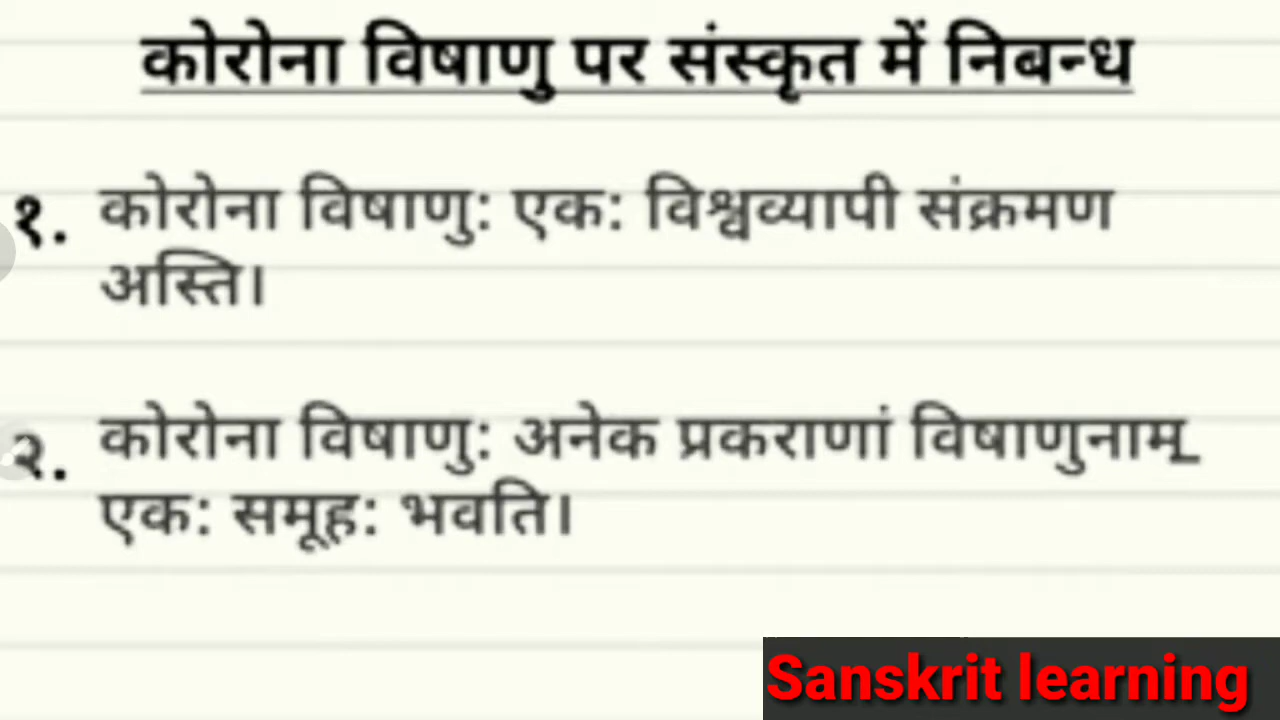 कोरोना विषाणु पर संस्कृत में निबन्ध
१. कोरोना विषाणु: एक: विश्वव्यापी संक्रमण
अस्ति।
२. कोरोना विषाणु: अनेक प्रकराणां विषाणुनाम्
एक: समूह: भवति।
Sanskrit learning